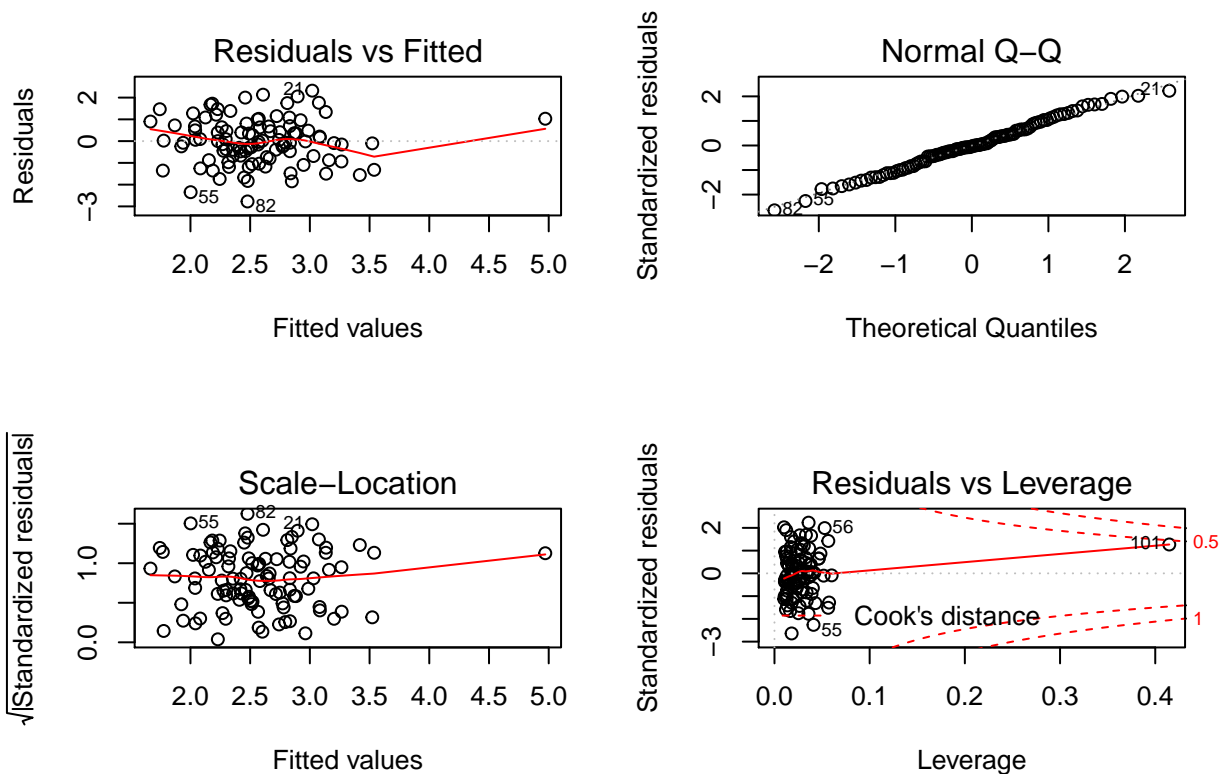 Residuals vs Fitted
Residuals
2
0
−3
21
55
82
2.0 2.5 3.0 3.5 4.0 4.5 5.0
Fitted values
Normal Q−Q
Standardized residuals
2
0
−2
21
55
82
−2 −1 0 1 2
Theoretical Quantiles
Scale−Location
√|Standardized residuals|
1.0
0.0
55
82
21
2.0 2.5 3.0 3.5 4.0 4.5 5.0
Fitted values
Residuals vs Leverage
Standardized residuals
2
0
−3
56
101
0.5
Cook's distance
1
55
0.0 0.1 0.2 0.3 0.4
Leverage